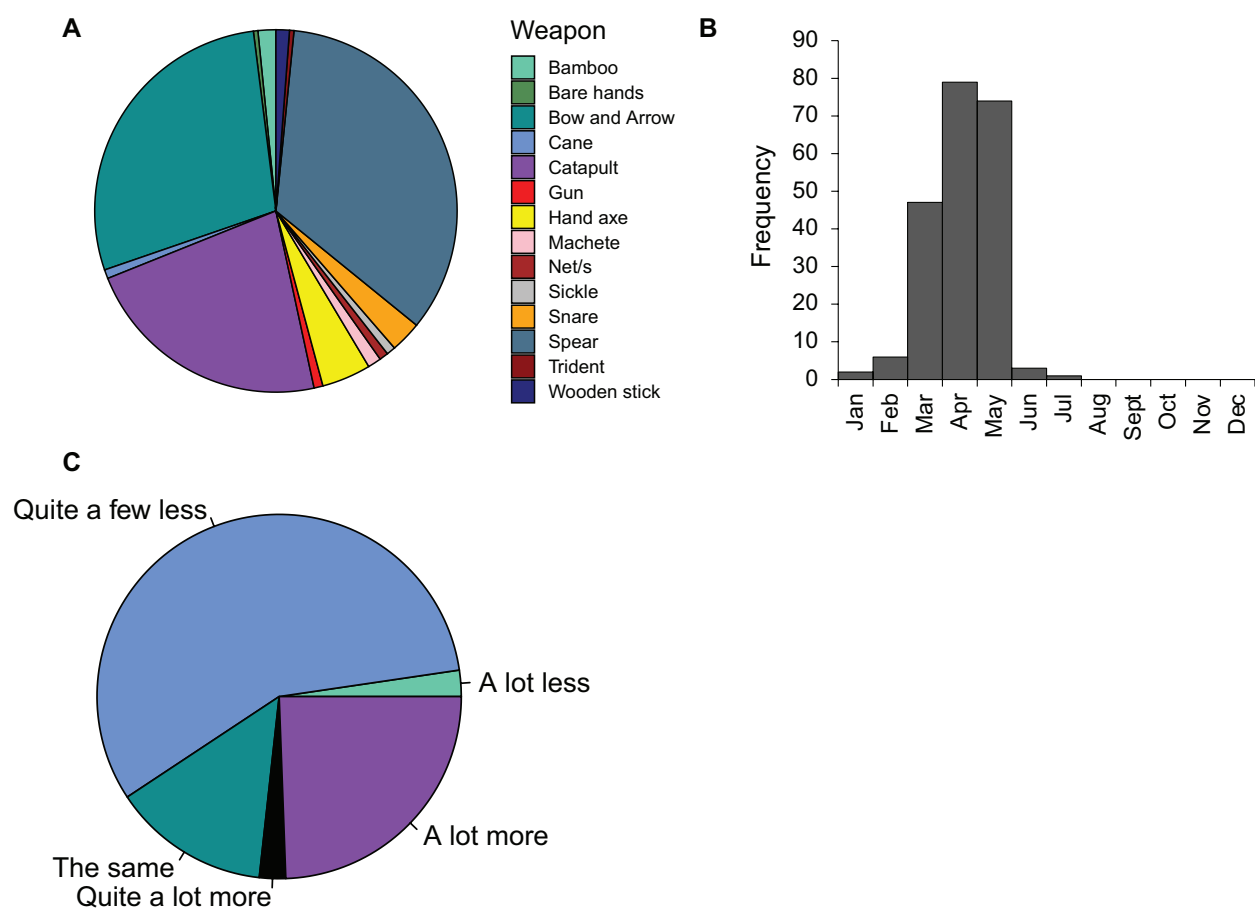 A
Weapon
Bamboo
Bare hands
Bow and Arrow
Cane
Catapult
Gun
Hand axe
Machete
Net/s
Sickle
Snare
Spear
Trident
Wooden stick
B
Frequency
90
80
70
60
50
40
30
20
10
0
Jan
Feb
Mar
Apr
May
Jun
Jul
Aug
Sept
Oct
Nov
Dec
C
Quite a few less
A lot less
A lot more
The same
Quite a lot more